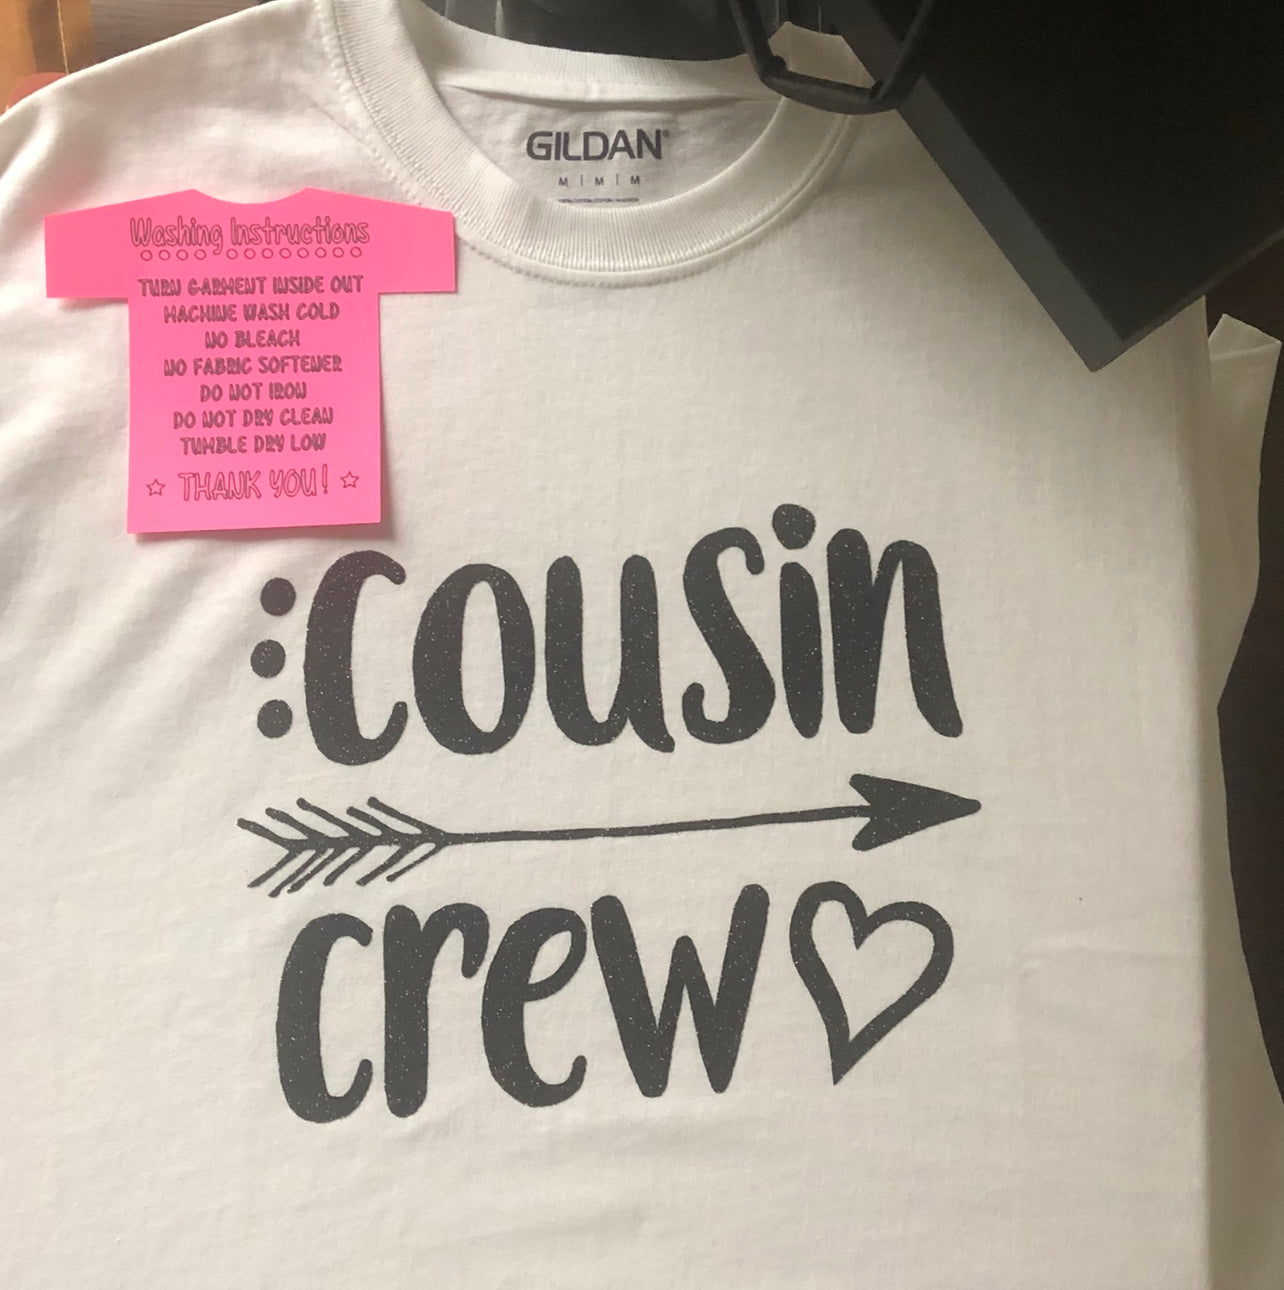 GILDAN®
M | M | M
Washing Instructions
TURN GARMENT INSIDE OUT
MACHINE WASH COLD
NO BLEACH
NO FABRIC SOFTENER
DO NOT IRON
DO NOT DRY CLEAN
TUMBLE DRY LOW
THANK YOU!
cousin
crew